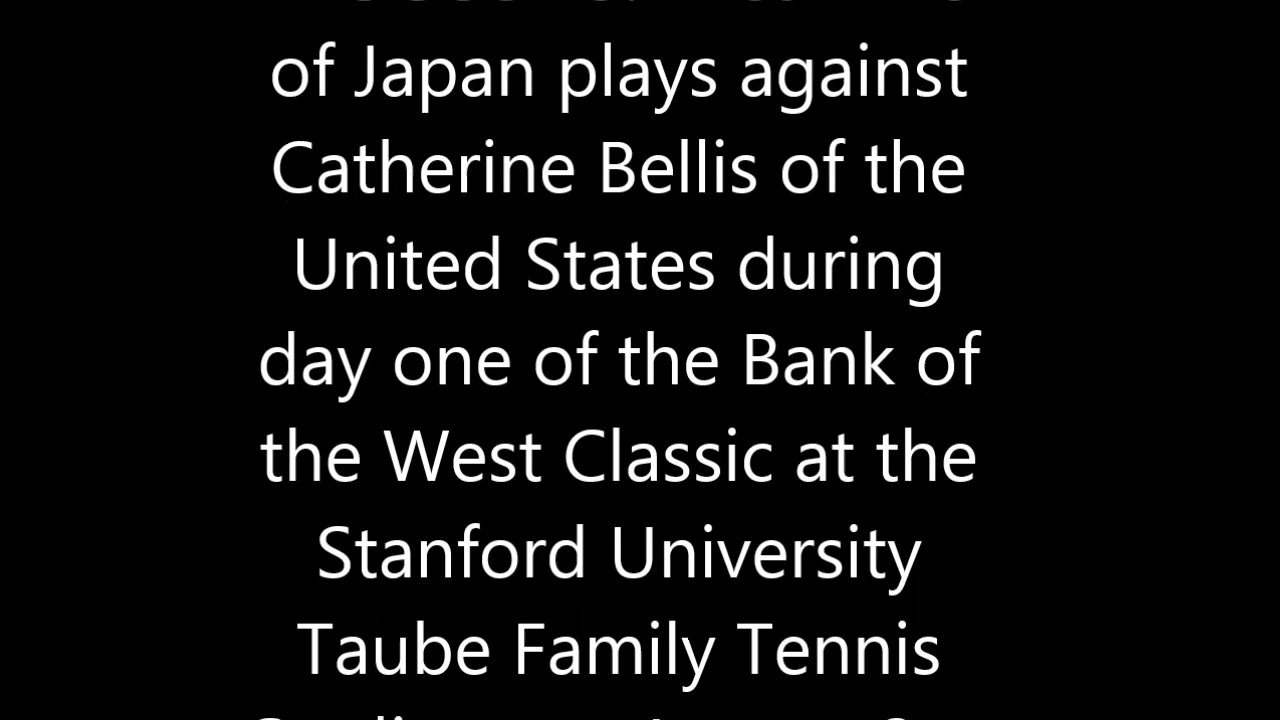 of Japan plays against
Catherine Bellis of the
United States during
day one of the Bank of
the West Classic at the
Stanford University
Taube Family Tennis